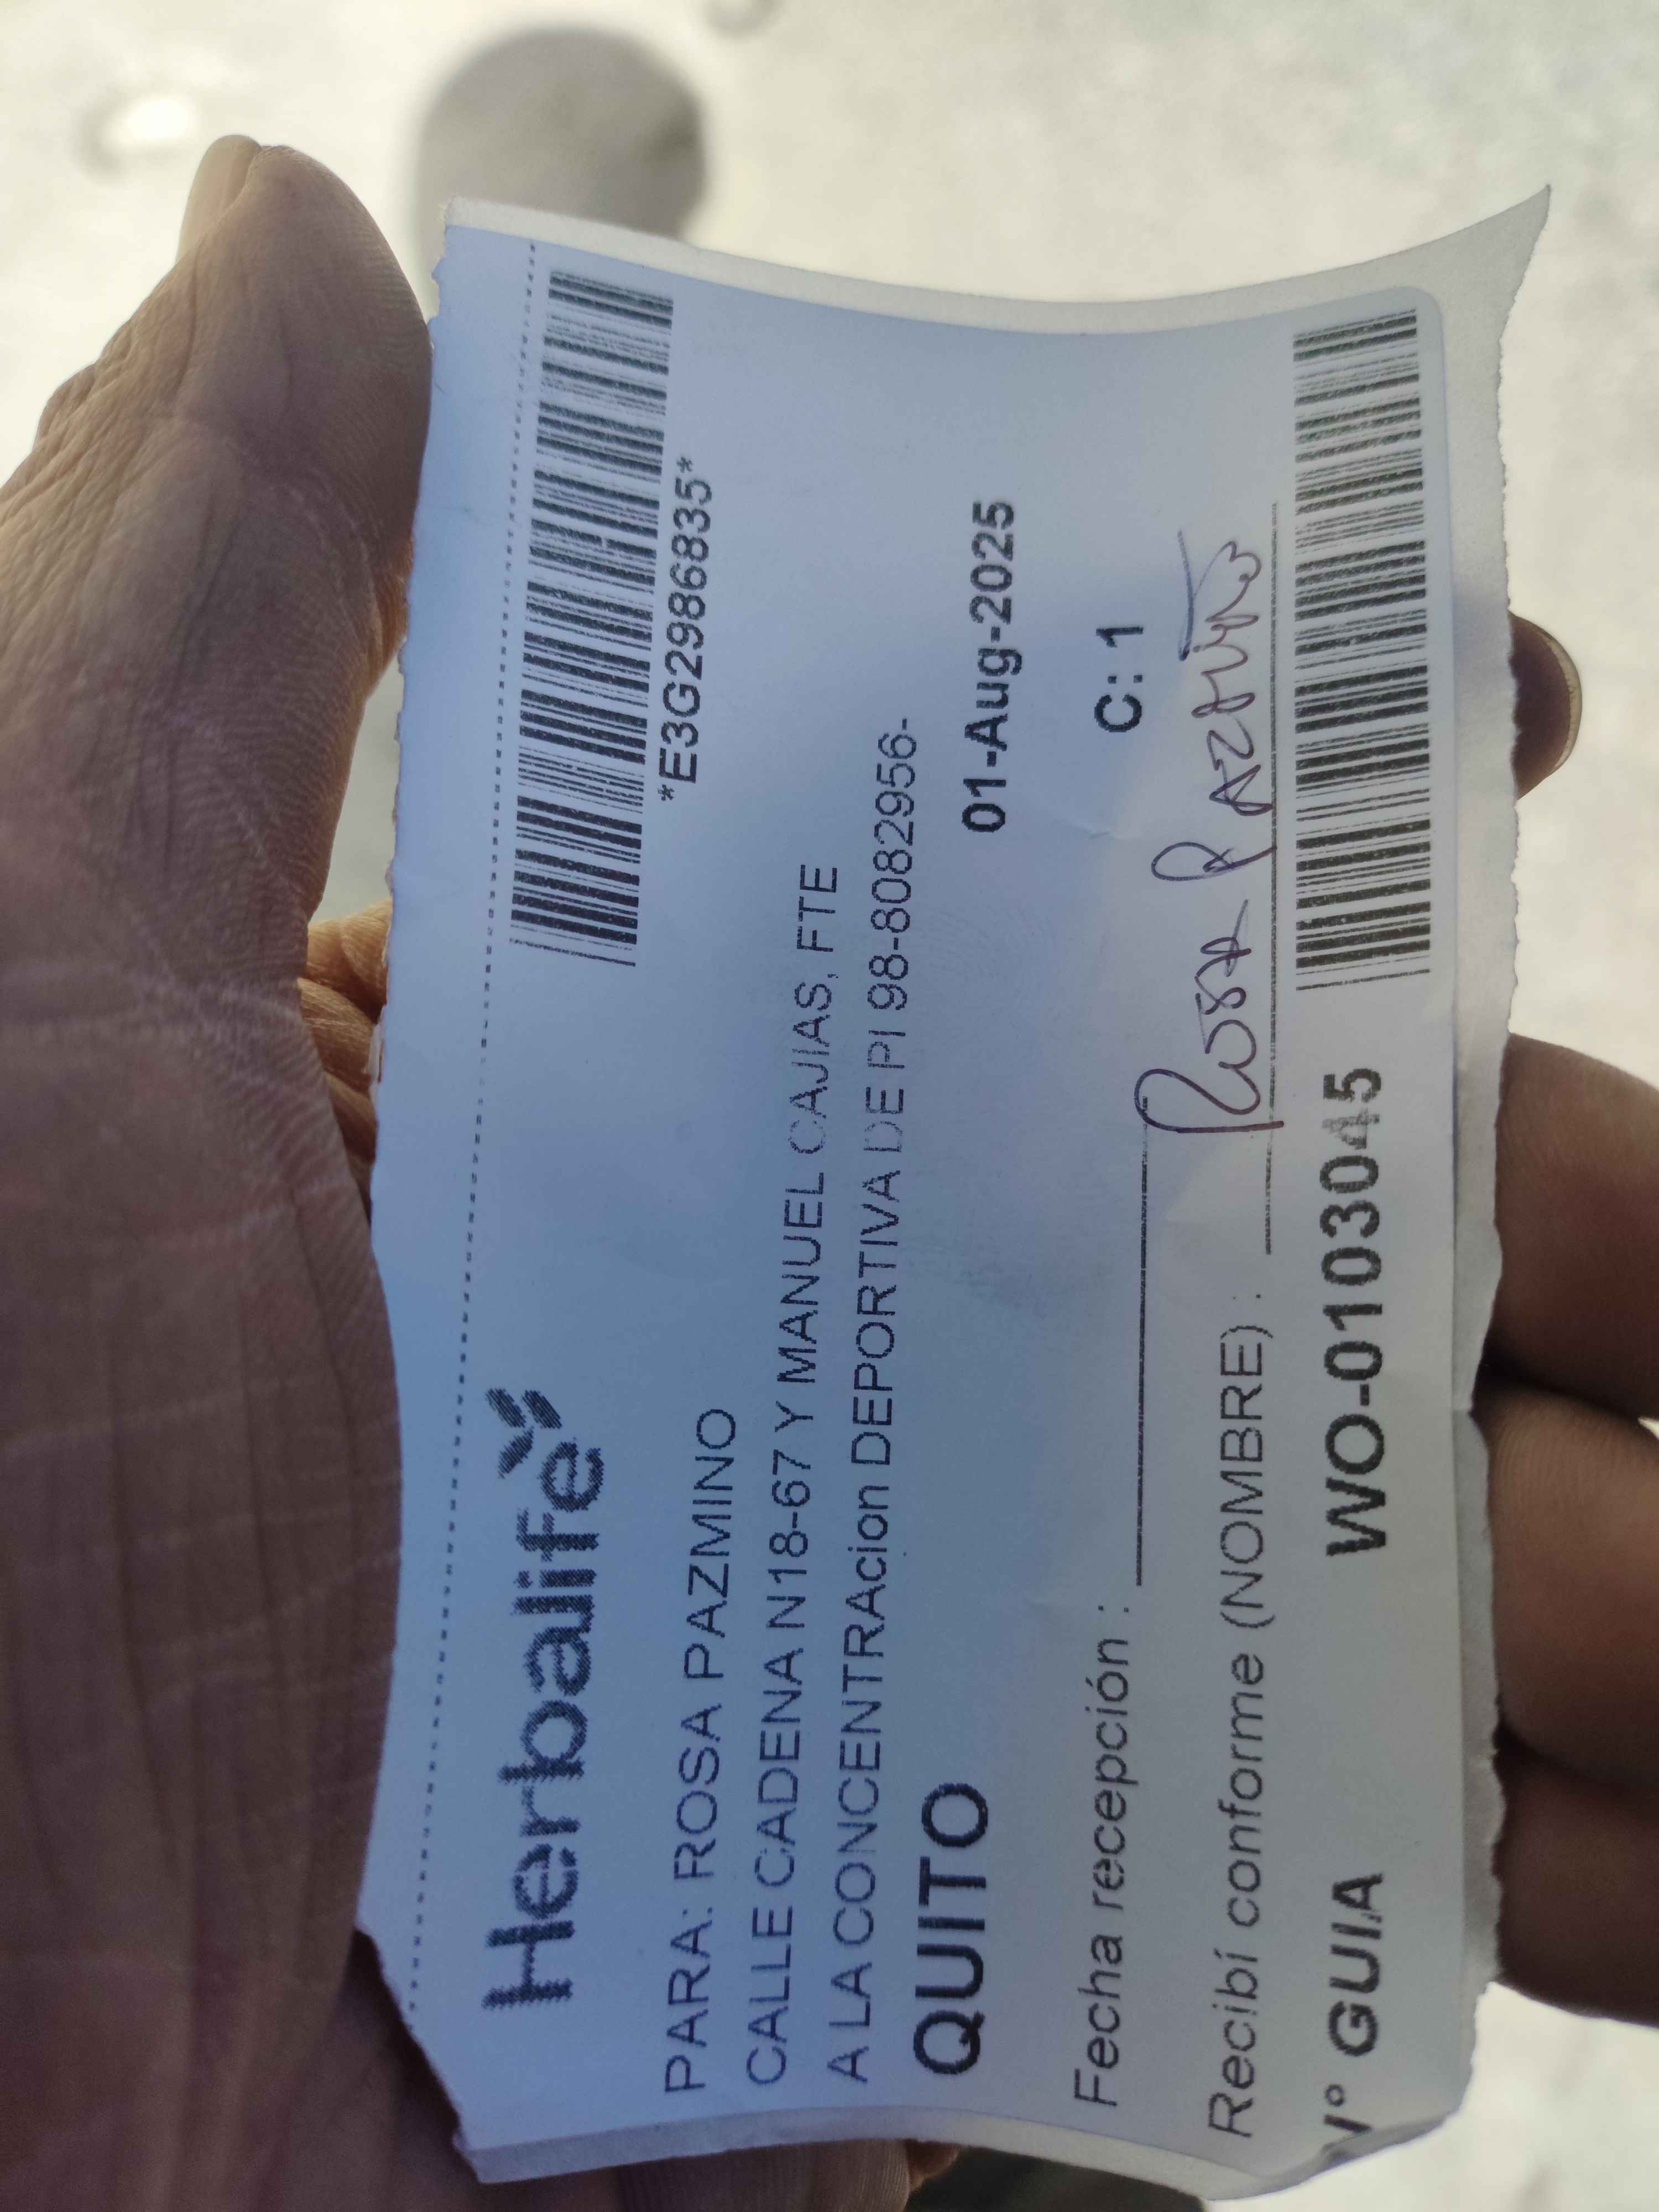 Herbalife
*E3G2986835*
PARA: ROSA PAZMINO
CALLE CADENA N18-67 Y MANUEL CAJIAS, FTE
A LA CONCENTRAcion DEPORTIVA DE PI 98-8082956-
QUITO
01-Aug-2025
Fecha recepción :
C: 1
Recibí conforme (NOMBRE) : Rosa Pazmiño
N° GUIA WO-0103045